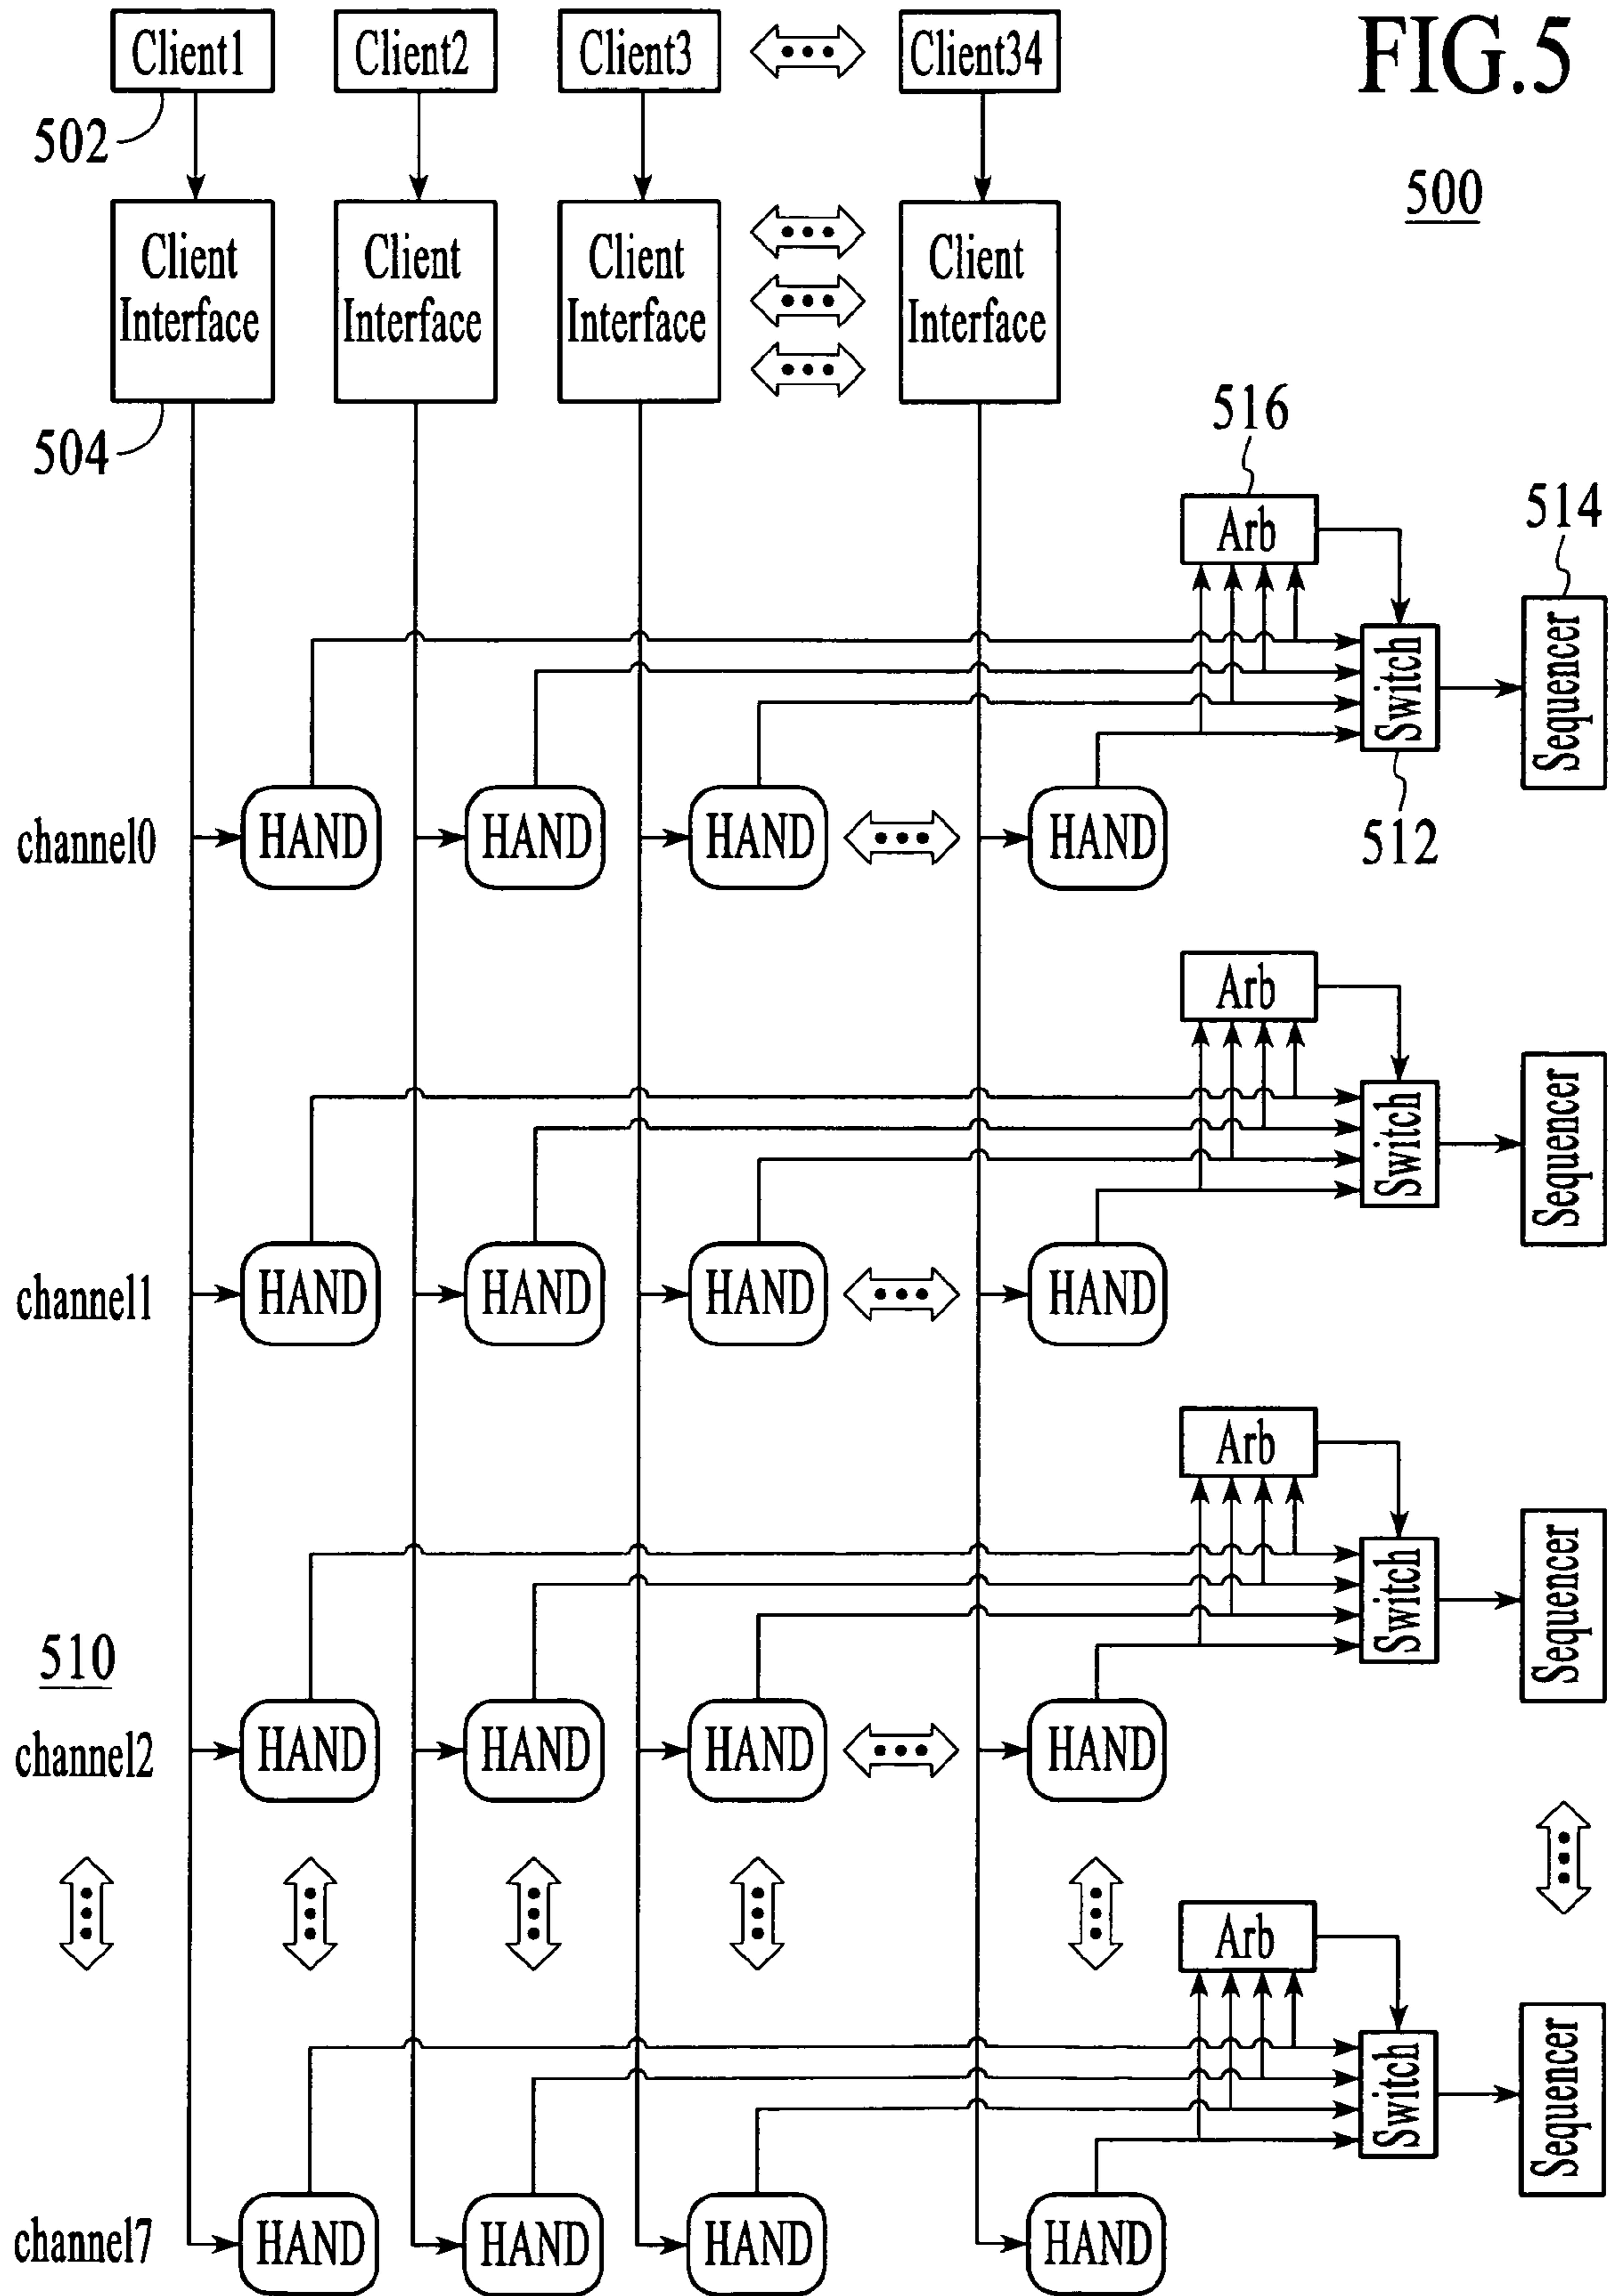 FIG.5
500
Client1
Client2
Client3
Client34
502
Client
Interface
Client
Interface
Client
Interface
Client
Interface
504
516
Arb
514
Switch
Sequencer
512
channel0
HAND
HAND
HAND
HAND
Arb
Switch
Sequencer
channel1
HAND
HAND
HAND
HAND
Arb
Switch
Sequencer
510
channel2
HAND
HAND
HAND
HAND
Arb
Switch
Sequencer
channel7
HAND
HAND
HAND
HAND